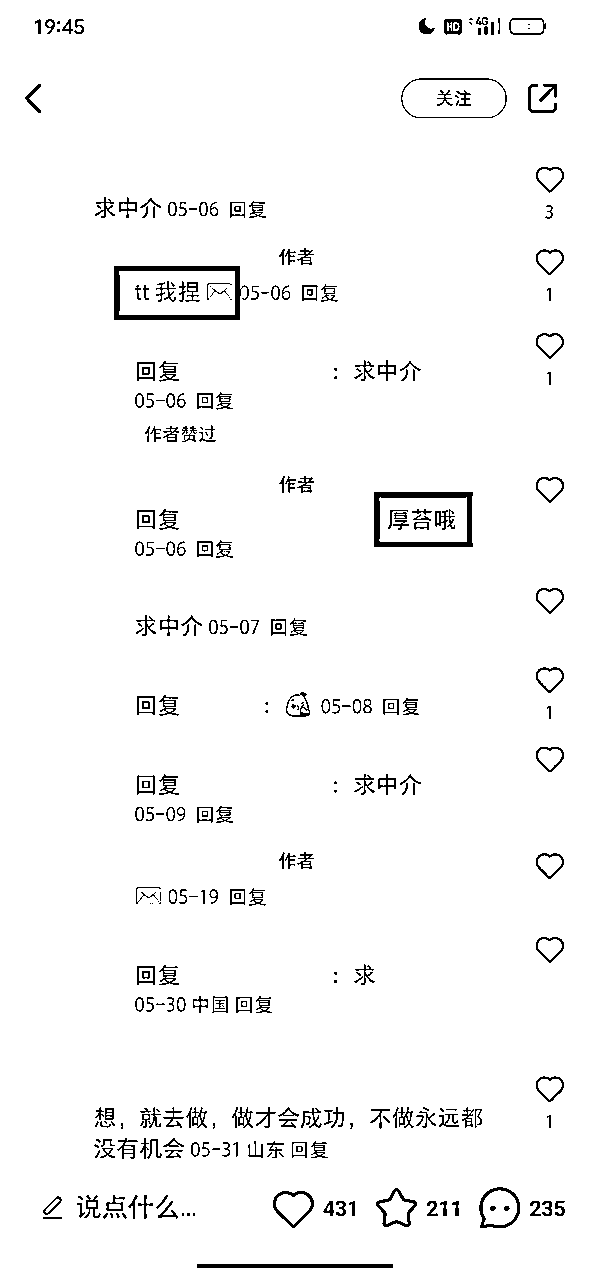 19:45
HD 4G
关注
求中介 05-06 回复
3
作者
tt 我捏 05-06 回复
1
回复 : 求中介
1
05-06 回复
作者赞过
作者
回复 厚苔哦
05-06 回复
求中介 05-07 回复
回复 : 05-08 回复
1
回复 : 求中介
05-09 回复
作者
05-19 回复
回复 : 求
05-30 中国 回复
想，就去做，做才会成功，不做永远都
1
没有机会 05-31 山东 回复
说点什么... 431 211 235